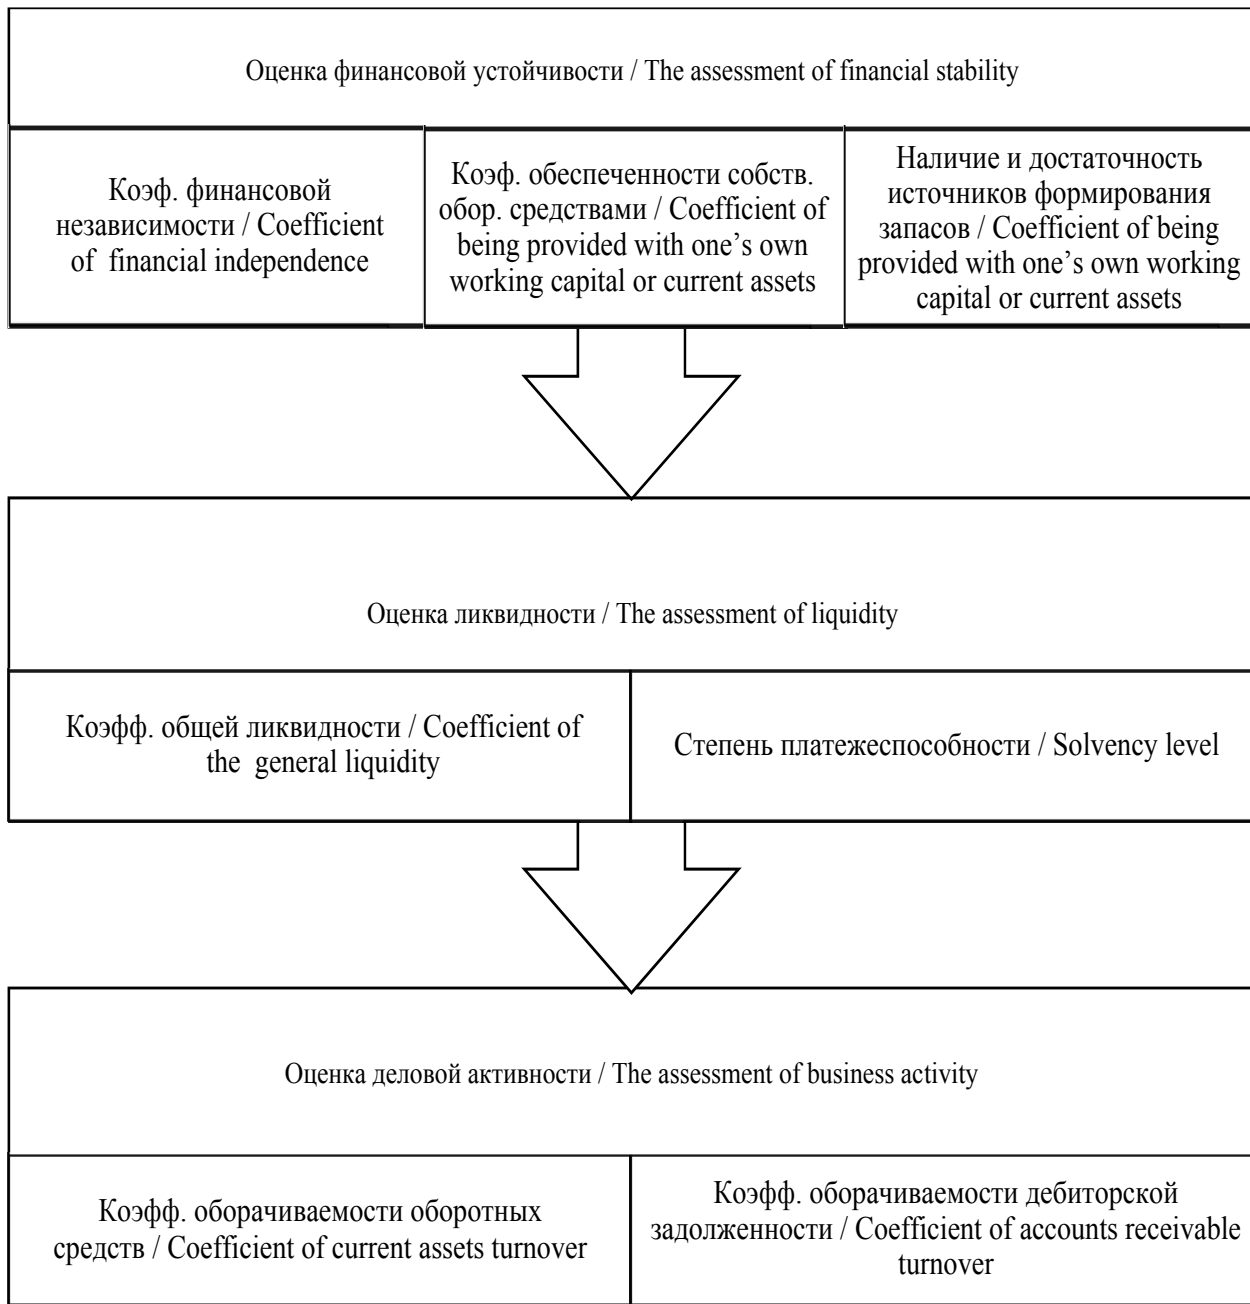 Оценка финансовой устойчивости / The assessment of financial stability
Коэф. финансовой
независимости / Coefficient
of financial independence
Коэф. обеспеченности собств.
обор. средствами / Coefficient of
being provided with one’s own
working capital or current assets
Наличие и достаточность
источников формирования
запасов / Coefficient of being
provided with one’s own working
capital or current assets
Оценка ликвидности / The assessment of liquidity
Коэфф. общей ликвидности / Coefficient of
the general liquidity
Степень платежеспособности / Solvency level
Оценка деловой активности / The assessment of business activity
Коэфф. оборачиваемости оборотных
средств / Coefficient of current assets turnover
Коэфф. оборачиваемости дебиторской
задолженности / Coefficient of accounts receivable
turnover